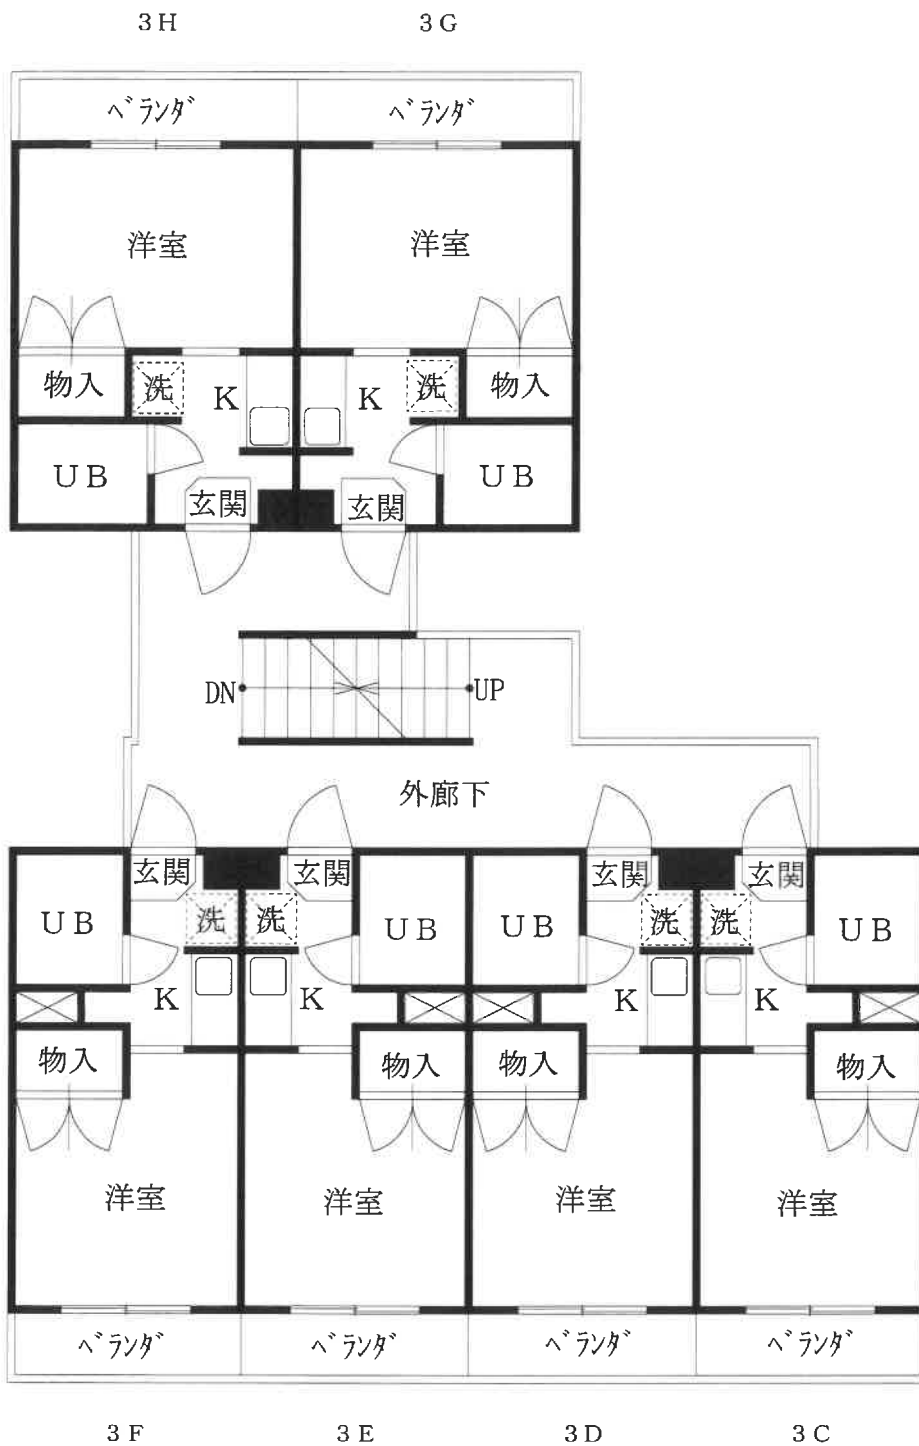 3H 3G
ベランダ ベランダ
洋室 洋室
物入 洗 K K 洗 物入
UB 玄関 玄関 UB
DN UP
外廊下
玄関 玄関 玄関 玄関
UB 洗 洗 UB UB 洗 洗 UB
K K K K
物入 物入 物入 物入
洋室 洋室 洋室 洋室
ベランダ ベランダ ベランダ ベランダ
3F 3E 3D 3C